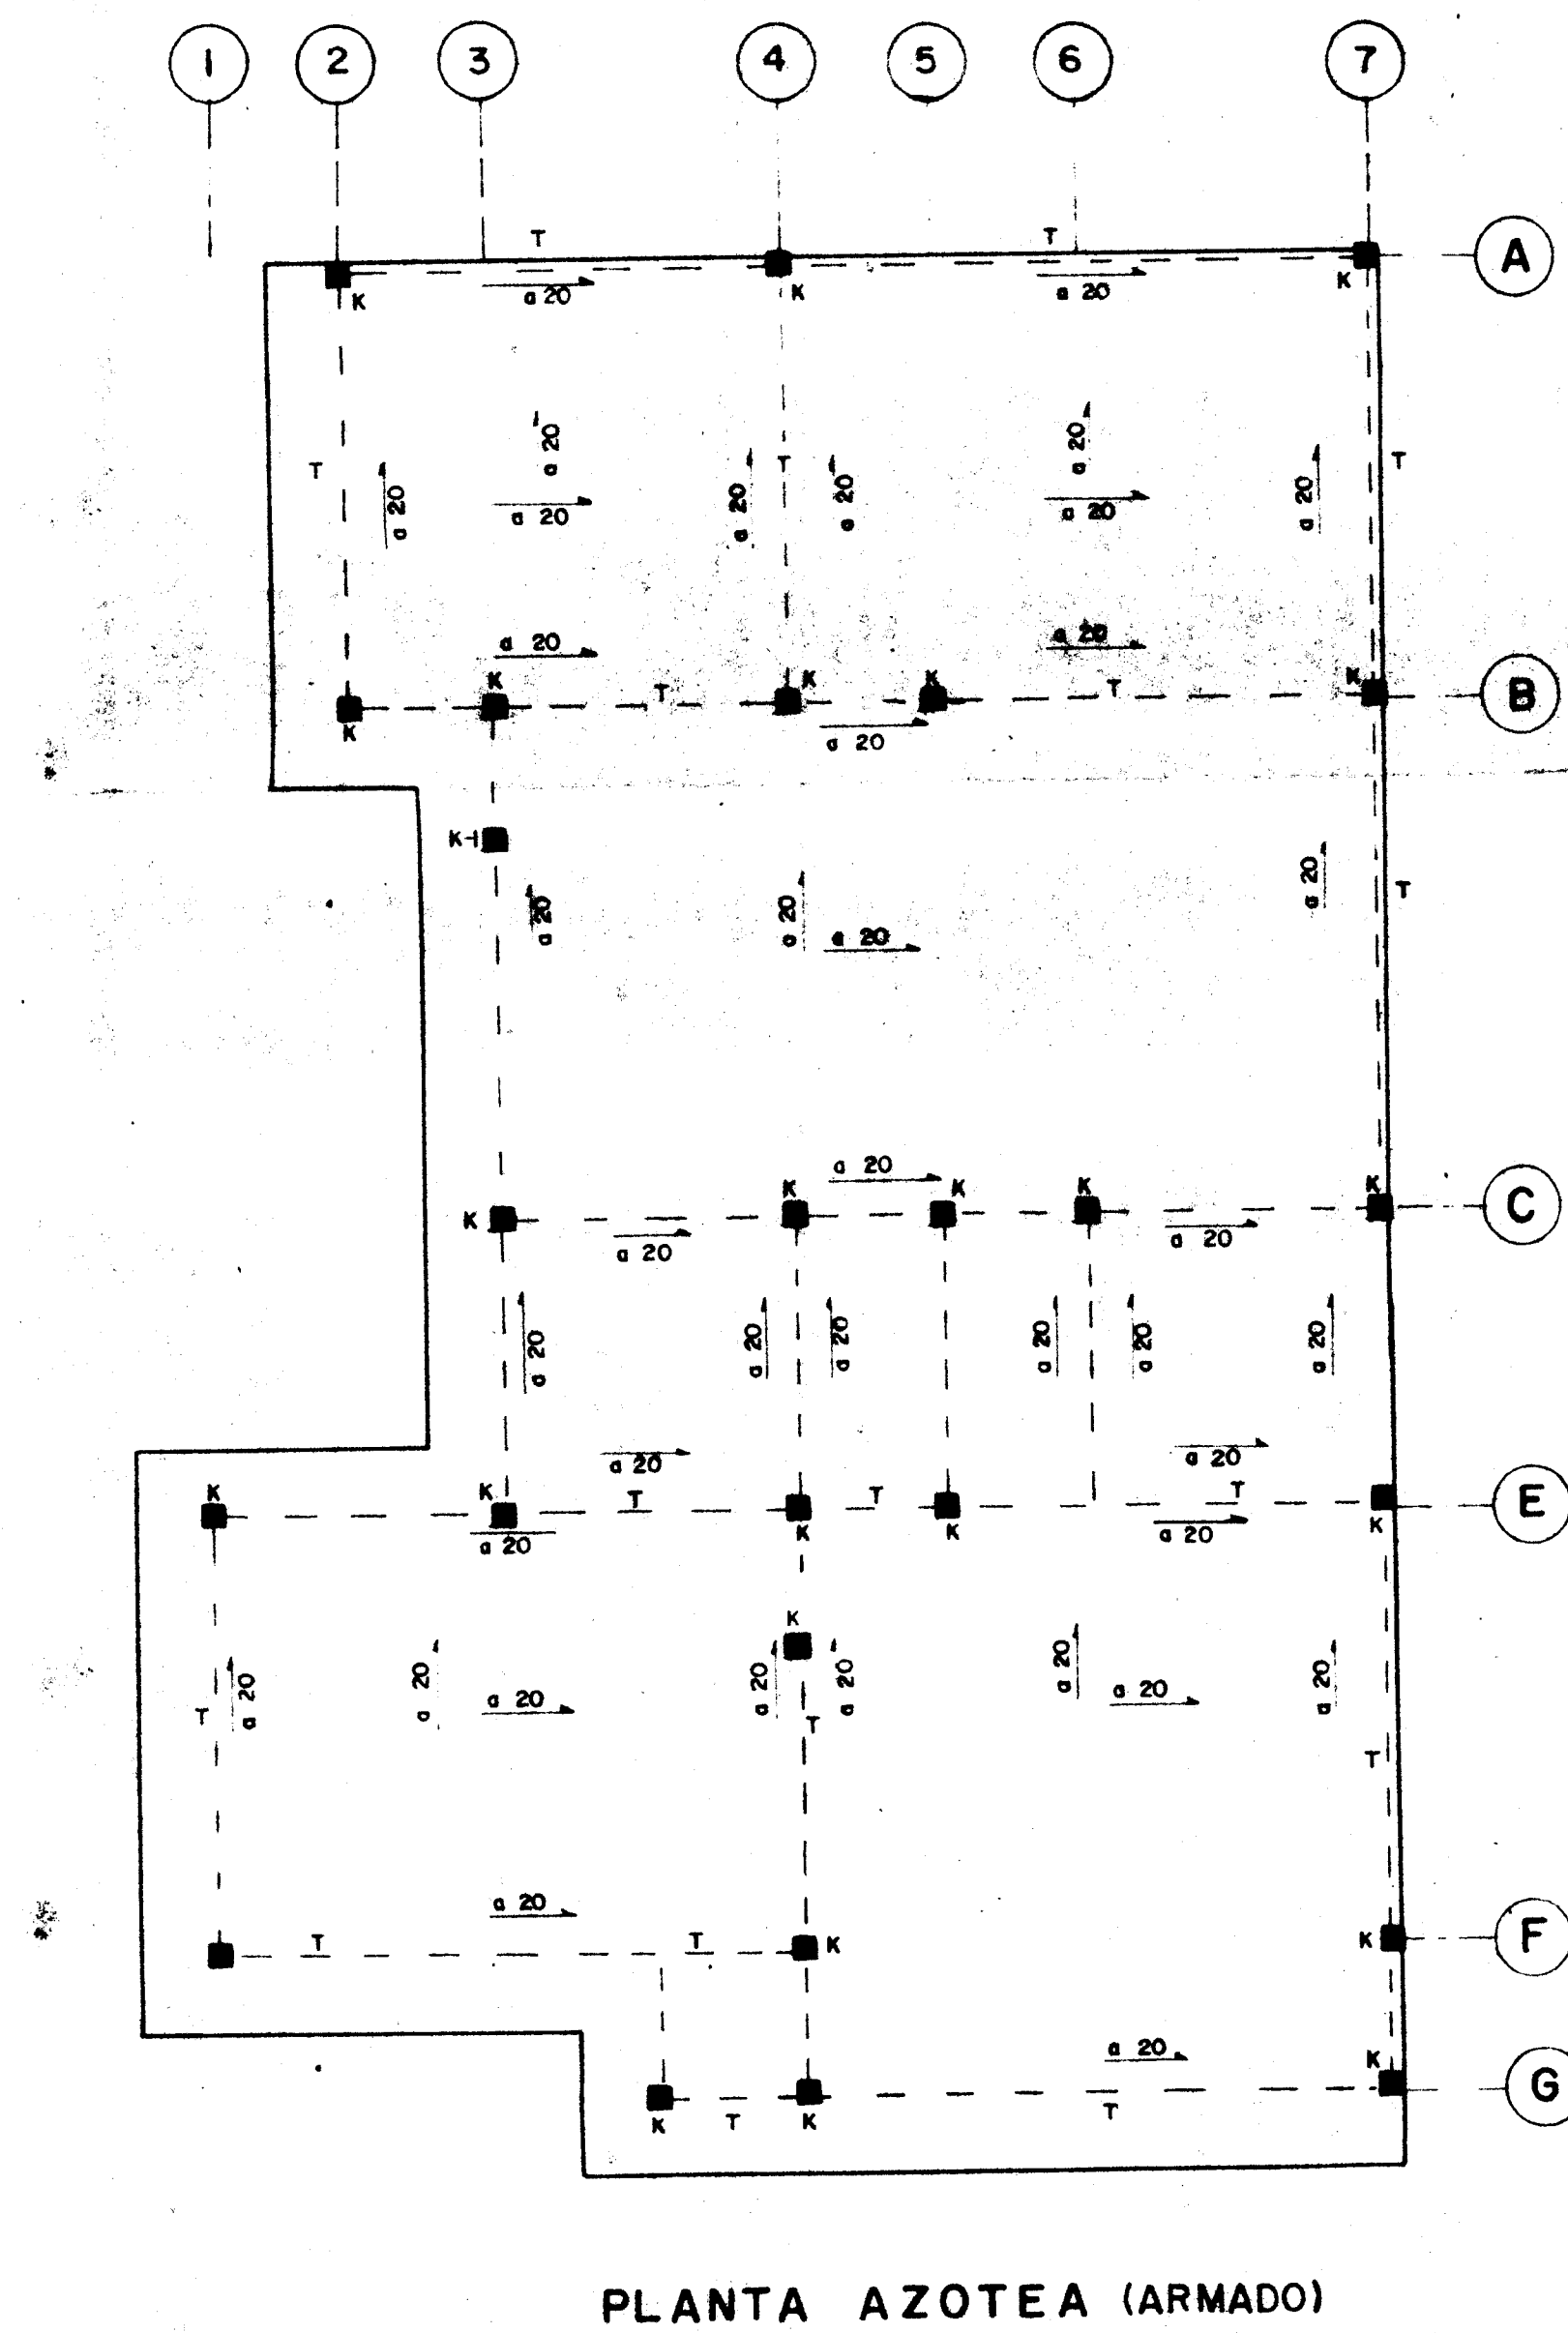 1 2 3 4 5 6 7
T T
A
K a 20 K a 20 K
a 20 a 20
T T T
a 20 a 20 a 20 a 20
a 20 a 20
a 20
a 20 a 20
K K K K
T T B
K a 20
K-1
a 20 a 20 a 20 a 20 T
a 20
K K K K
K C
a 20 a 20
a 20 a 20 a 20 a 20 a 20 a 20
a 20 a 20
K K T T T E
K K K
a 20 a 20
K
a 20 a 20 a 20 a 20 a 20 a 20
a 20 a 20
T T T
a 20
T T K K F
a 20
K G
K T K T
PLANTA AZOTEA (ARMADO)